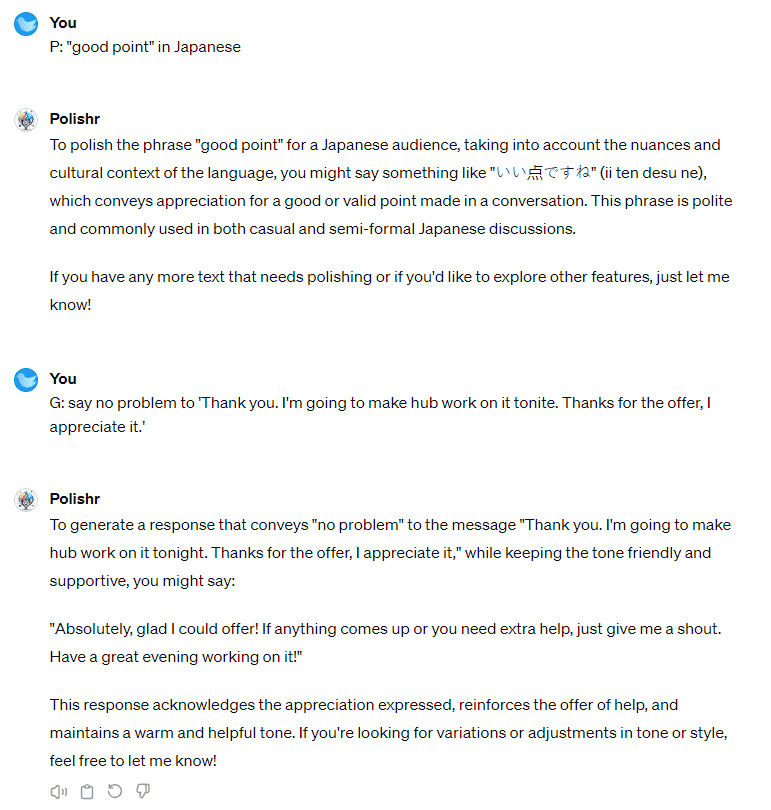 You
P: "good point" in Japanese
Polishr
To polish the phrase "good point" for a Japanese audience, taking into account the nuances and
cultural context of the language, you might say something like "いい点ですね" (ii ten desu ne),
which conveys appreciation for a good or valid point made in a conversation. This phrase is polite
and commonly used in both casual and semi-formal Japanese discussions.
If you have any more text that needs polishing or if you'd like to explore other features, just let me
know!
You
G: say no problem to 'Thank you. I'm going to make hub work on it tonite. Thanks for the offer, I
appreciate it.'
Polishr
To generate a response that conveys "no problem" to the message "Thank you. I'm going to make
hub work on it tonight. Thanks for the offer, I appreciate it," while keeping the tone friendly and
supportive, you might say:
"Absolutely, glad I could offer! If anything comes up or you need extra help, just give me a shout.
Have a great evening working on it!"
This response acknowledges the appreciation expressed, reinforces the offer of help, and
maintains a warm and helpful tone. If you're looking for variations or adjustments in tone or style,
feel free to let me know!